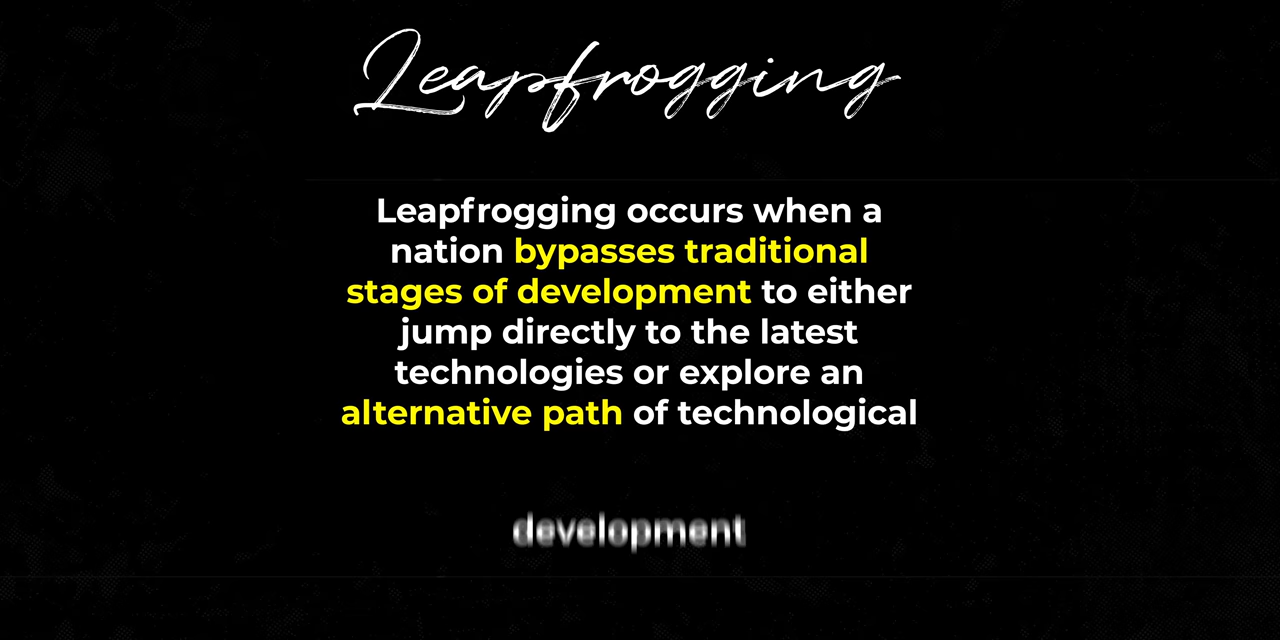 Leapfrogging
Leapfrogging occurs when a
nation bypasses traditional
stages of development to either
jump directly to the latest
technologies or explore an
alternative path of technological
development